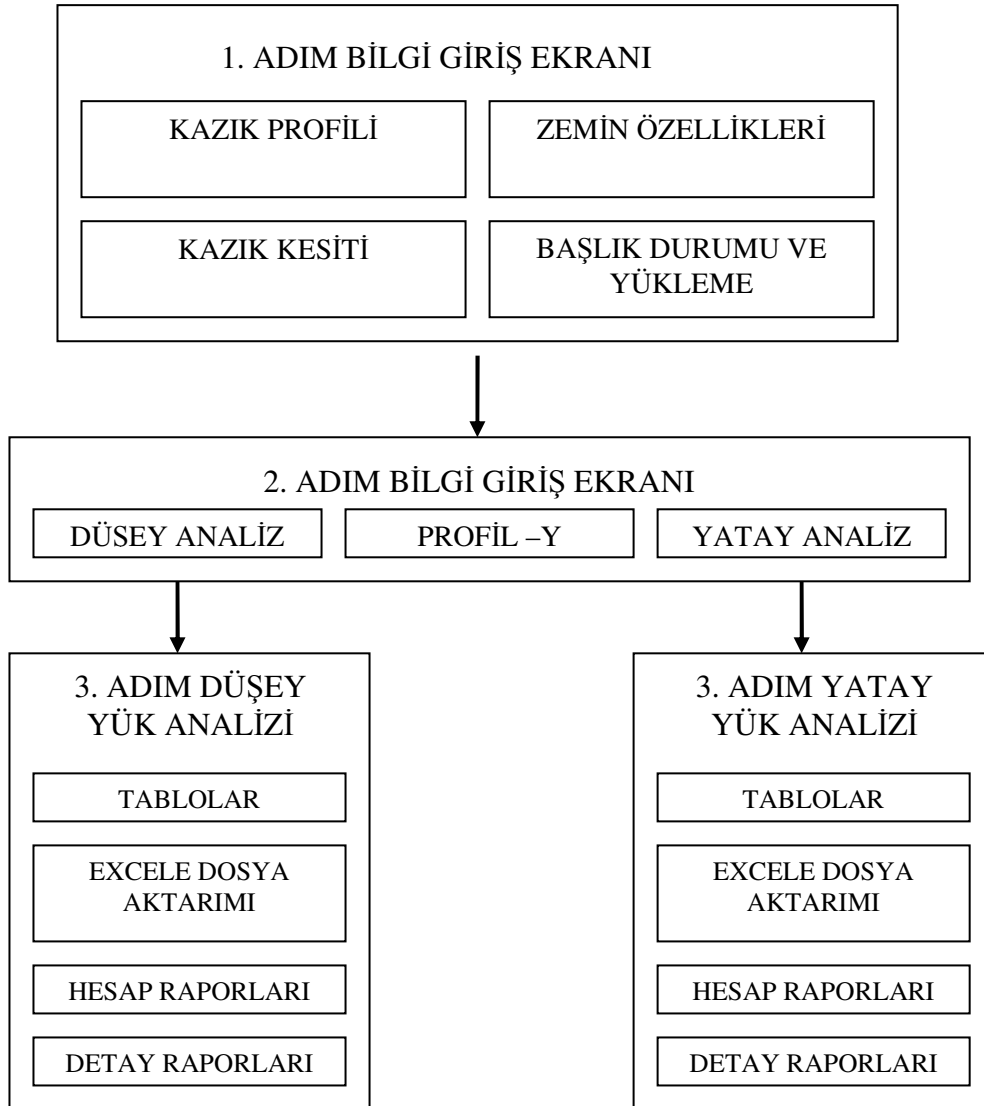 1. ADIM BİLGİ GİRİŞ EKRANI
KAZIK PROFİLİ
ZEMİN ÖZELLİKLERİ
KAZIK KESİTİ
BAŞLIK DURUMU VE
YÜKLEME
2. ADIM BİLGİ GİRİŞ EKRANI
DÜSEY ANALİZ
PROFİL –Y
YATAY ANALİZ
3. ADIM DÜŞEY
YÜK ANALİZİ
TABLOLAR
EXCELE DOSYA
AKTARIMI
HESAP RAPORLARI
DETAY RAPORLARI
3. ADIM YATAY
YÜK ANALİZİ
TABLOLAR
EXCELE DOSYA
AKTARIMI
HESAP RAPORLARI
DETAY RAPORLARI